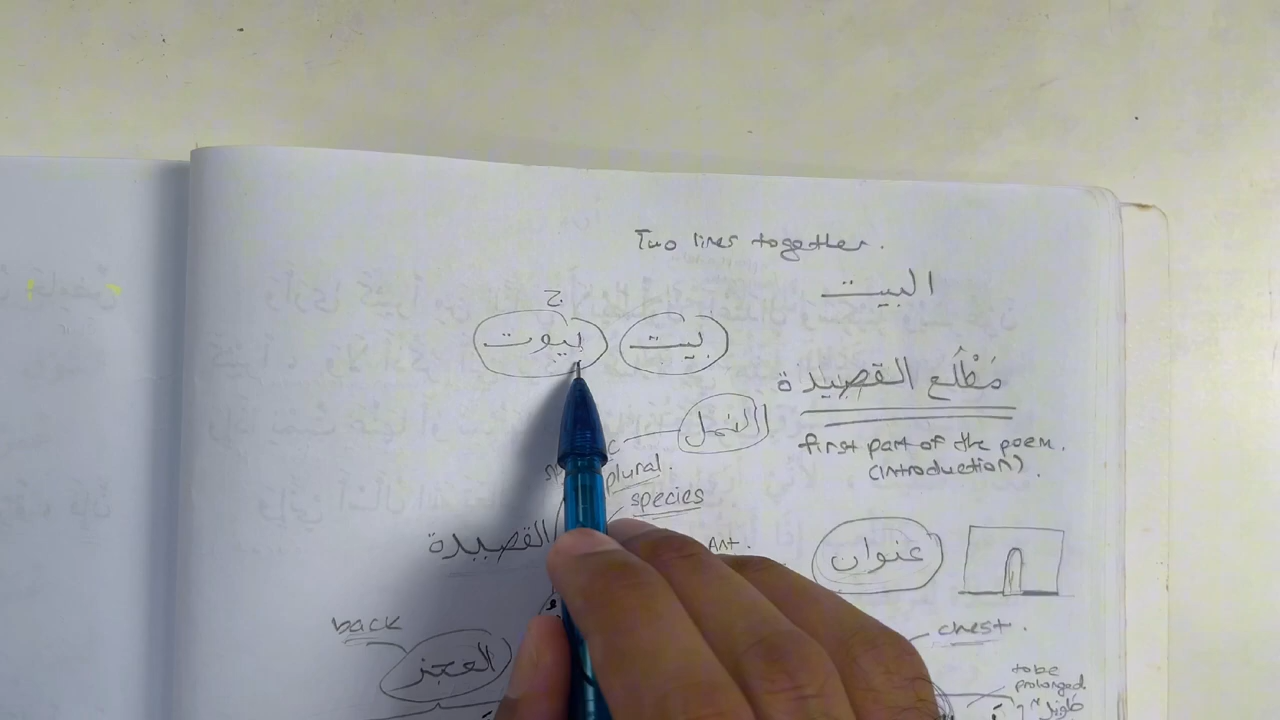 Two lines together.
البيت
ج
بيت بيوت
مَطْلَع القصيدة
first part of the poem.
(introduction).
النمل
plural.
species
Ant.
القصيدة
عنوان
back
العجز
chest.
to be
prolonged